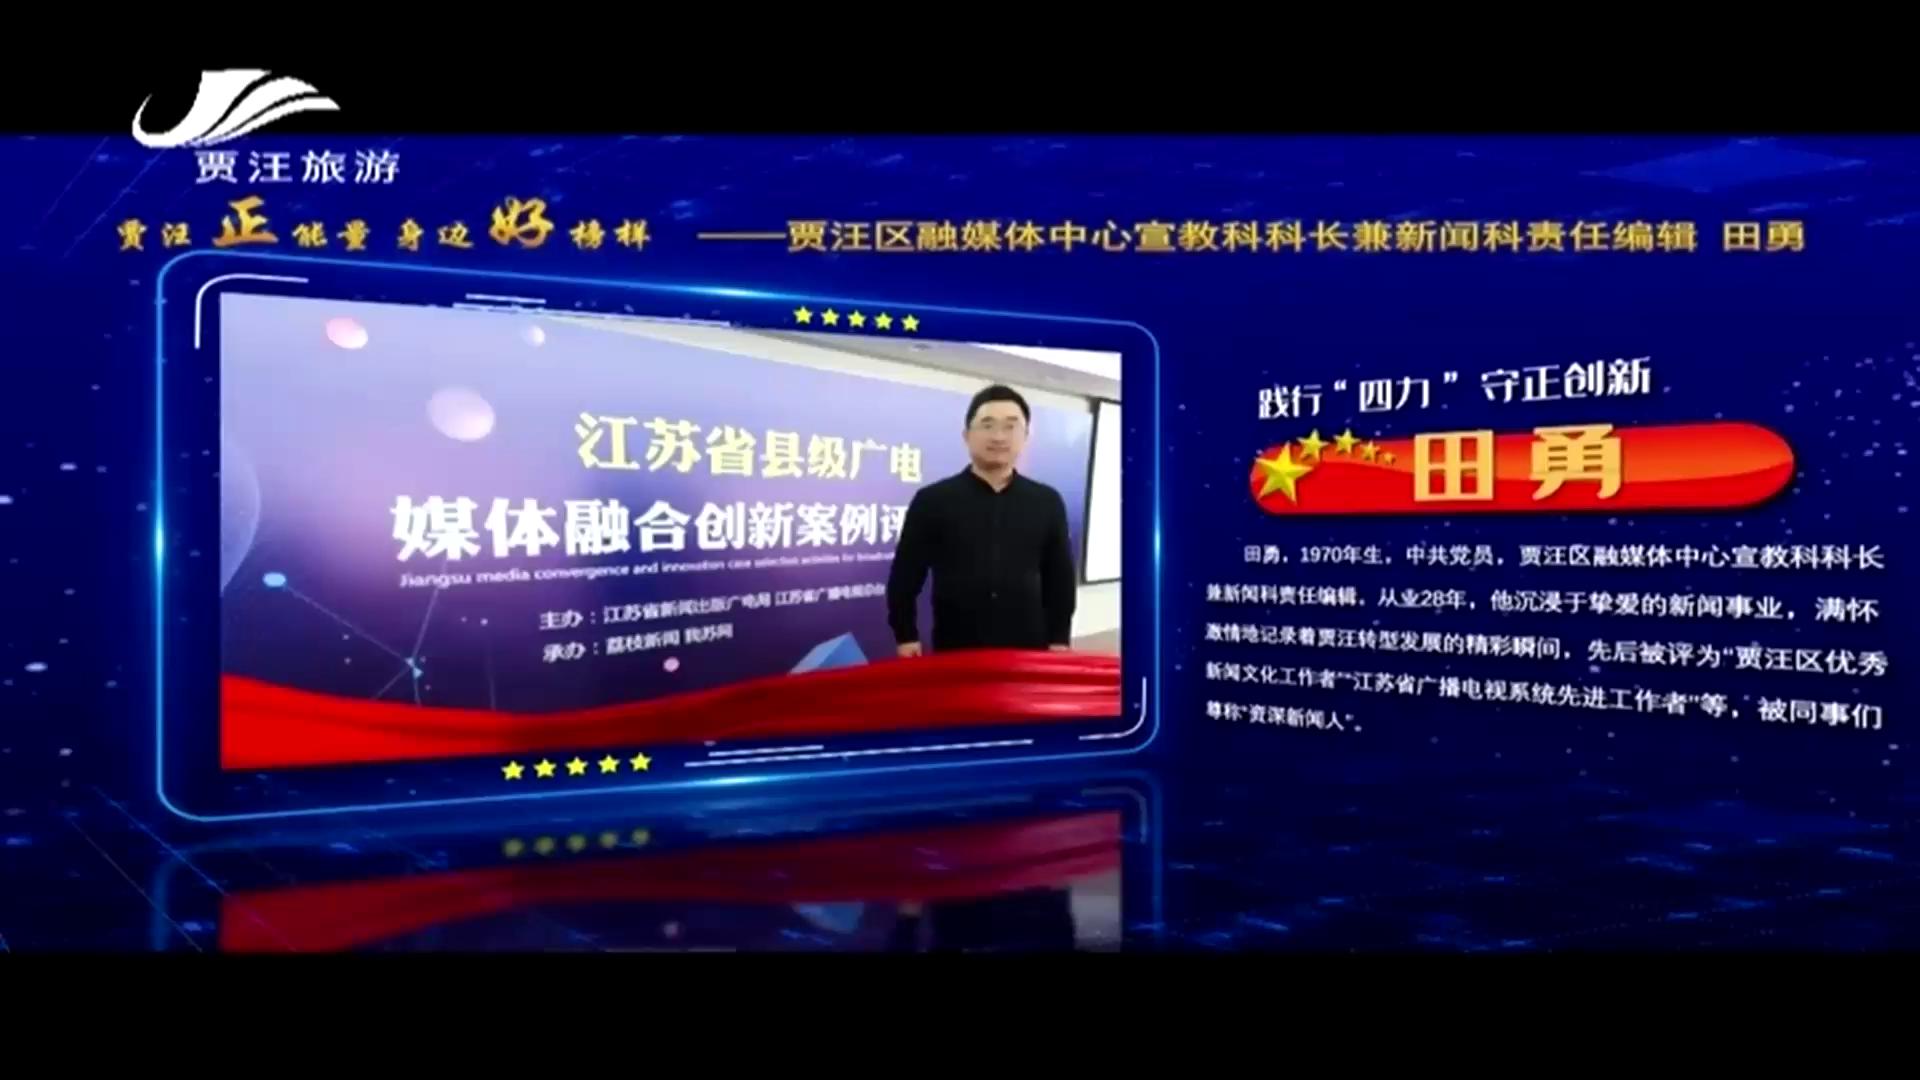 贾汪旅游
贾汪正能量 身边好榜样 ——贾汪区融媒体中心宣教科科长兼新闻科责任编辑 田勇
江苏省县级广电
媒体融合创新案例评
Jiangsu media convergence and innovation case selection activities for
主办：江苏省新闻出版广电局 江苏省广播电视总台
承办：荔枝新闻 我苏网
践行“四力” 守正创新
田勇
田勇，1970年生，中共党员，贾汪区融媒体中心宣教科科长
兼新闻科责任编辑。从业28年，他沉浸于挚爱的新闻事业，满怀
激情地记录着贾汪转型发展的精彩瞬间，先后被评为“贾汪区优秀
新闻文化工作者”“江苏省广播电视系统先进工作者”等，被同事们
尊称“资深新闻人”。